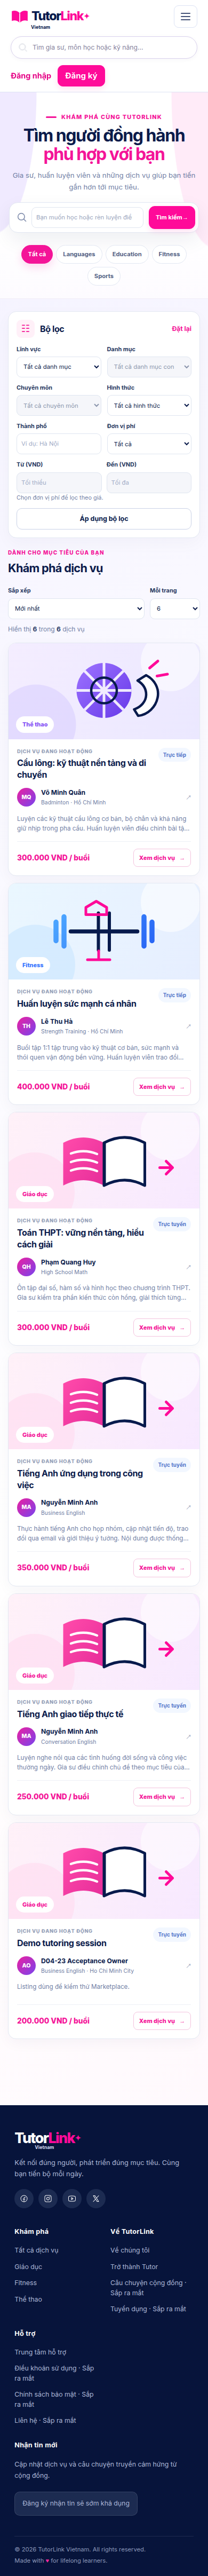 TutorLink
Vietnam
Tìm gia sư, môn học hoặc kỹ năng...
Đăng nhập
Đăng ký
KHÁM PHÁ CÙNG TUTORLINK
Tìm người đồng hành
phù hợp với bạn
Gia sư, huấn luyện viên và những dịch vụ giúp bạn tiến
gần hơn tới mục tiêu.
Bạn muốn học hoặc rèn luyện điề
Tìm kiếm→
Tất cả
Languages
Education
Fitness
Sports
Bộ lọc
Đặt lại
Lĩnh vực
Danh mục
Tất cả danh mục
Tất cả danh mục con
Chuyên môn
Hình thức
Tất cả chuyên môn
Tất cả hình thức
Thành phố
Đơn vị phí
Ví dụ: Hà Nội
Tất cả
Từ (VND)
Đến (VND)
Tối thiểu
Tối đa
Chọn đơn vị phí để lọc theo giá.
Áp dụng bộ lọc
DÀNH CHO MỤC TIÊU CỦA BẠN
Khám phá dịch vụ
Sắp xếp
Mỗi trang
Mới nhất
6
Hiển thị 6 trong 6 dịch vụ
Thể thao
DỊCH VỤ ĐANG HOẠT ĐỘNG
Trực tiếp
Cầu lông: kỹ thuật nền tảng và di
chuyển
MQ
Võ Minh Quân
Badminton · Hồ Chí Minh
↗
Luyện các kỹ thuật cầu lông cơ bản, bộ chân và khả năng
giữ nhịp trong pha cầu. Huấn luyện viên điều chỉnh bài tậ...
300.000 VND / buổi
Xem dịch vụ →
Fitness
DỊCH VỤ ĐANG HOẠT ĐỘNG
Trực tiếp
Huấn luyện sức mạnh cá nhân
TH
Lê Thu Hà
Strength Training · Hồ Chí Minh
↗
Buổi tập 1:1 tập trung vào kỹ thuật cơ bản, sức mạnh và
thói quen vận động bền vững. Huấn luyện viên trao đổi...
400.000 VND / buổi
Xem dịch vụ →
Giáo dục
DỊCH VỤ ĐANG HOẠT ĐỘNG
Trực tuyến
Toán THPT: vững nền tảng, hiểu
cách giải
QH
Phạm Quang Huy
High School Math
↗
Ôn tập đại số, hàm số và hình học theo chương trình THPT.
Gia sư kiểm tra phần kiến thức còn hổng, giải thích từng...
300.000 VND / buổi
Xem dịch vụ →
Giáo dục
DỊCH VỤ ĐANG HOẠT ĐỘNG
Trực tuyến
Tiếng Anh ứng dụng trong công
việc
MA
Nguyễn Minh Anh
Business English
↗
Thực hành tiếng Anh cho họp nhóm, cập nhật tiến độ, trao
đổi qua email và giới thiệu ý tưởng. Nội dung được thống...
350.000 VND / buổi
Xem dịch vụ →
Giáo dục
DỊCH VỤ ĐANG HOẠT ĐỘNG
Trực tuyến
Tiếng Anh giao tiếp thực tế
MA
Nguyễn Minh Anh
Conversation English
↗
Luyện nghe nói qua các tình huống đời sống và công việc
thường ngày. Gia sư điều chỉnh chủ đề theo mục tiêu của...
250.000 VND / buổi
Xem dịch vụ →
Giáo dục
DỊCH VỤ ĐANG HOẠT ĐỘNG
Trực tuyến
Demo tutoring session
AO
D04-23 Acceptance Owner
Business English · Ho Chi Minh City
↗
Listing dùng để kiểm thử Marketplace.
200.000 VND / buổi
Xem dịch vụ →
TutorLink
Vietnam
Kết nối đúng người, phát triển đúng mục tiêu. Cùng
bạn tiến bộ mỗi ngày.
Khám phá
Về TutorLink
Tất cả dịch vụ
Về chúng tôi
Giáo dục
Trở thành Tutor
Fitness
Câu chuyện cộng đồng ·
Sắp ra mắt
Thể thao
Tuyển dụng · Sắp ra mắt
Hỗ trợ
Trung tâm hỗ trợ
Điều khoản sử dụng · Sắp
ra mắt
Chính sách bảo mật · Sắp
ra mắt
Liên hệ · Sắp ra mắt
Nhận tin mới
Cập nhật dịch vụ và câu chuyện truyền cảm hứng từ
cộng đồng.
Đăng ký nhận tin sẽ sớm khả dụng
© 2026 TutorLink Vietnam. All rights reserved.
Made with ♥ for lifelong learners.